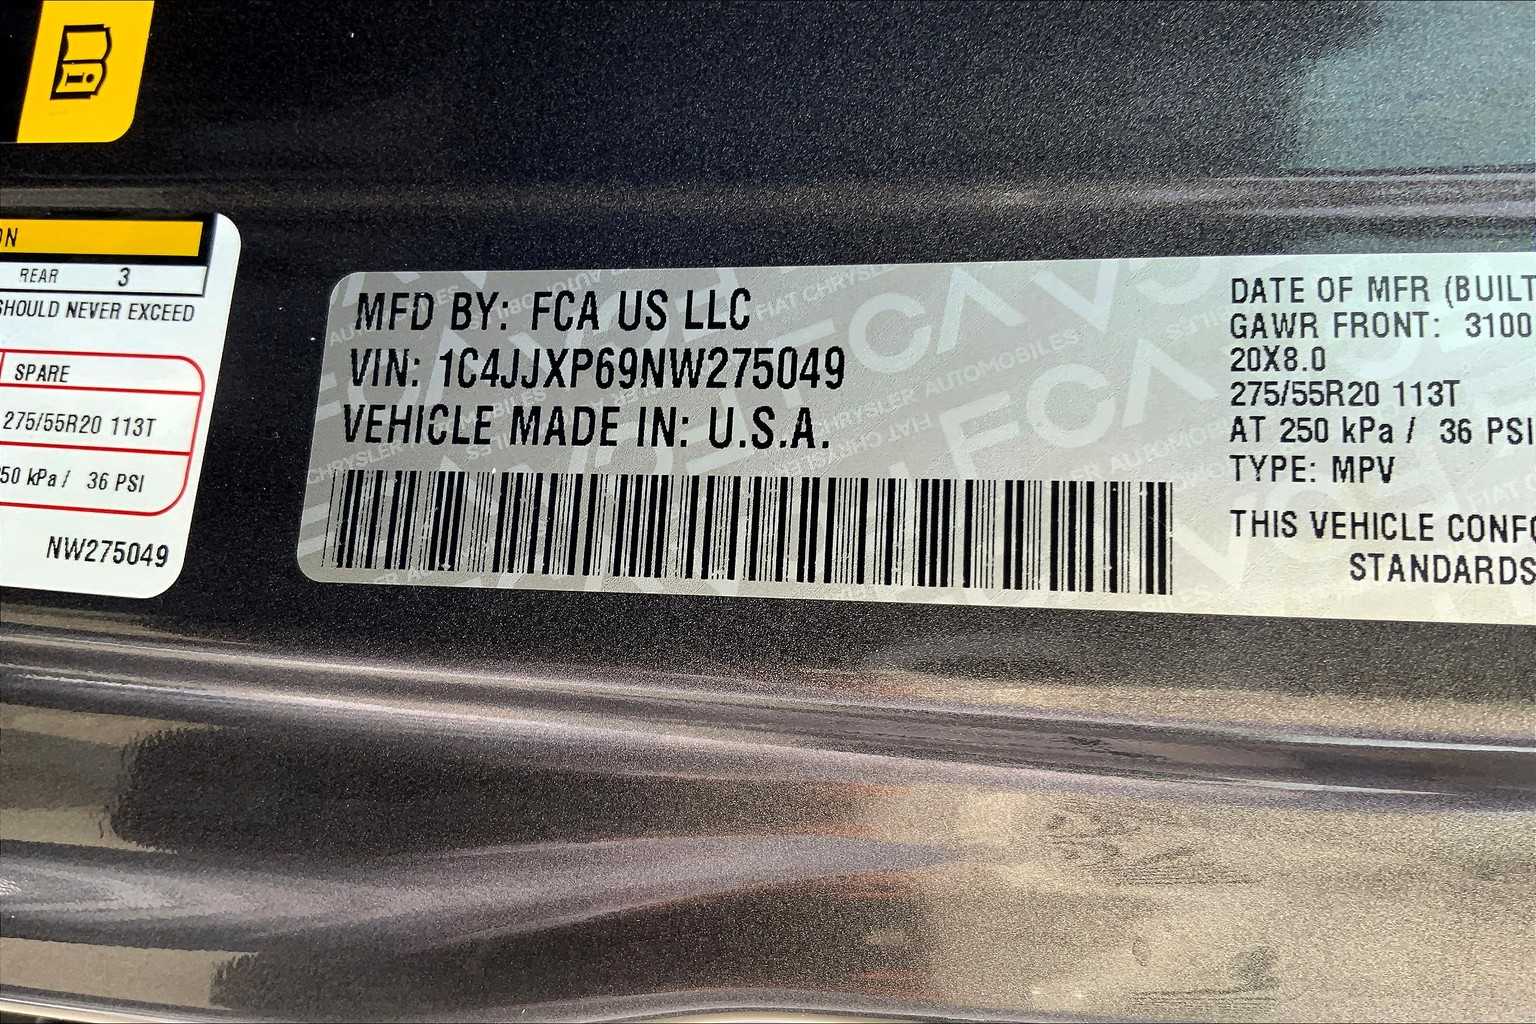 ON
REAR 3
SHOULD NEVER EXCEED
SPARE
275/55R20 113T
250 kPa / 36 PSI
NW275049
MFD BY: FCA US LLC
VIN: 1C4JJXP69NW275049
VEHICLE MADE IN: U.S.A.
DATE OF MFR (BUILT
GAWR FRONT: 3100
20X8.0
275/55R20 113T
AT 250 kPa / 36 PSI
TYPE: MPV
THIS VEHICLE CONFO
STANDARDS